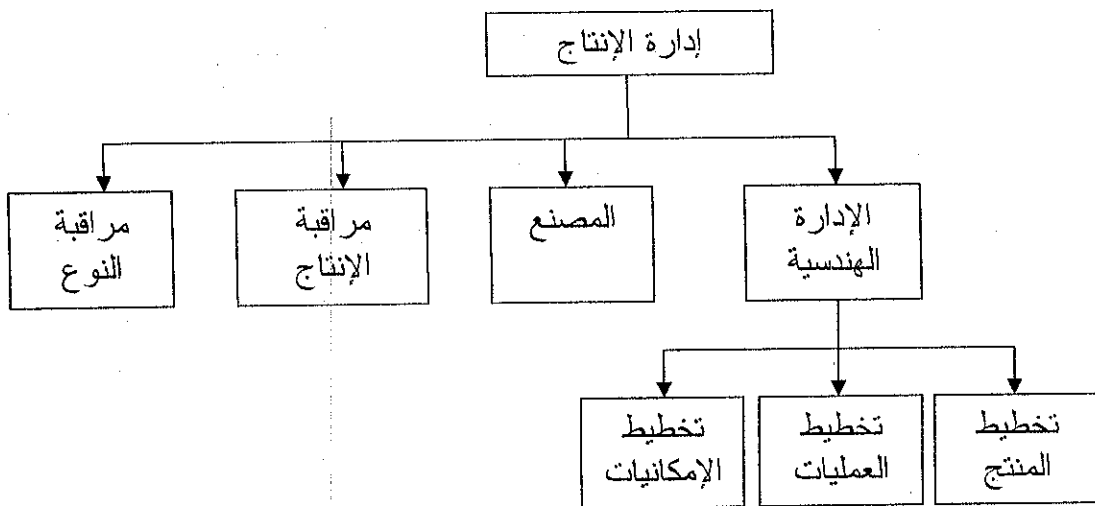 إدارة الإنتاج
الإدارة
الهندسية
المصنع
مراقبة
الإنتاج
مراقبة
النوع
تخطيط
المنتج
تخطيط
العمليات
تخطيط
الإمكانيات